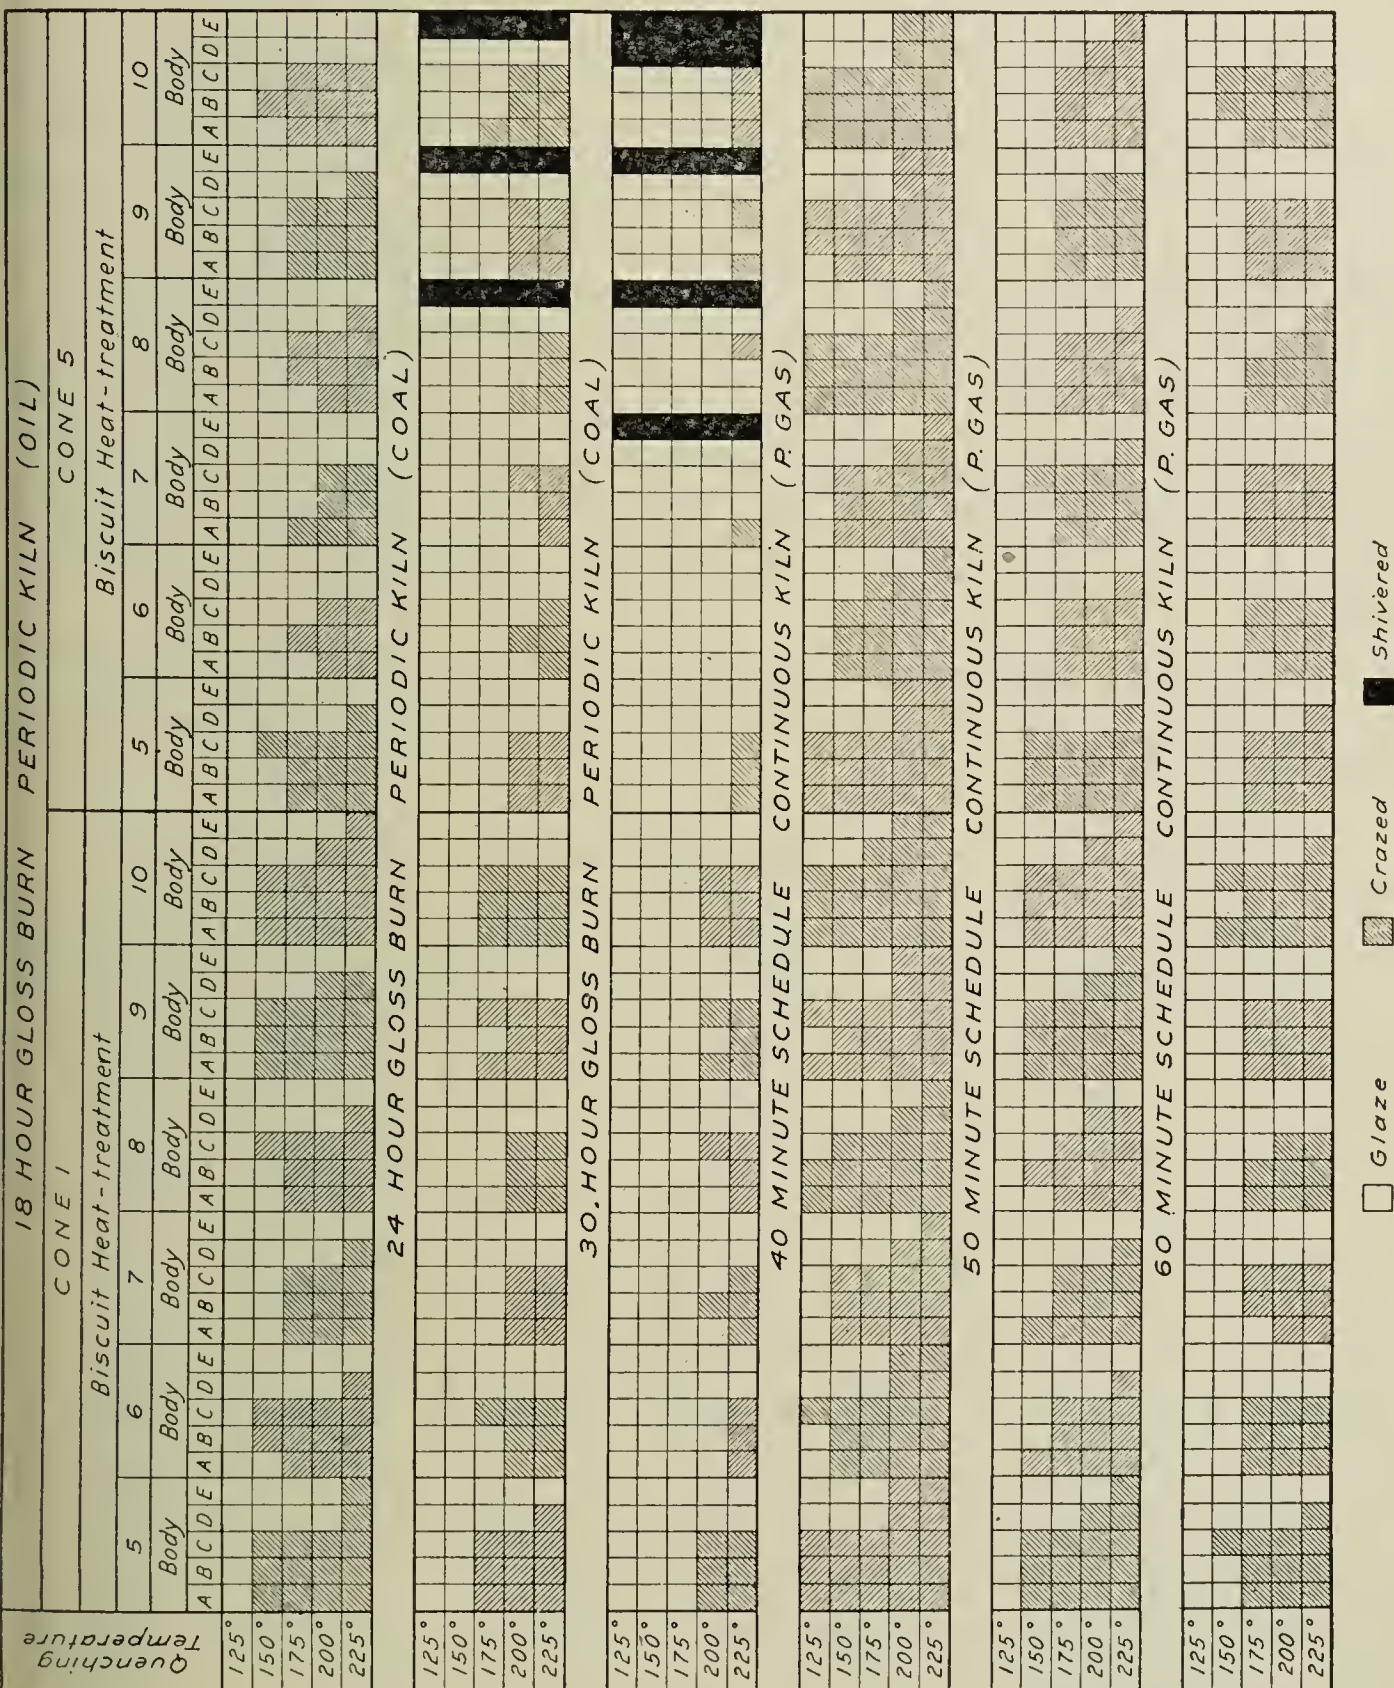 18 HOUR GLOSS BURN PERIODIC KILN (OIL)
Quenching Temperature
CONE 1 CONE 5
Biscuit Heat-treatment Biscuit Heat-treatment
5 6 7 8 9 10 5 6 7 8 9 10
Body Body Body Body Body Body Body Body Body Body Body Body
A B C D E A B C D E A B C D E A B C D E A B C D E A B C D E A B C D E A B C D E A B C D E A B C D E A B C D E A B C D E
125°
150°
175°
200°
225°
24 HOUR GLOSS BURN PERIODIC KILN (COAL)
125°
150°
175°
200°
225°
30. HOUR GLOSS BURN PERIODIC KILN (COAL)
125°
150°
175°
200°
225°
40 MINUTE SCHEDULE CONTINUOUS KILN (P. GAS)
125°
150°
175°
200°
225°
50 MINUTE SCHEDULE CONTINUOUS KILN (P. GAS)
125°
150°
175°
200°
225°
60 MINUTE SCHEDULE CONTINUOUS KILN (P. GAS)
125°
150°
175°
200°
225°
Glaze Crazed Shivered